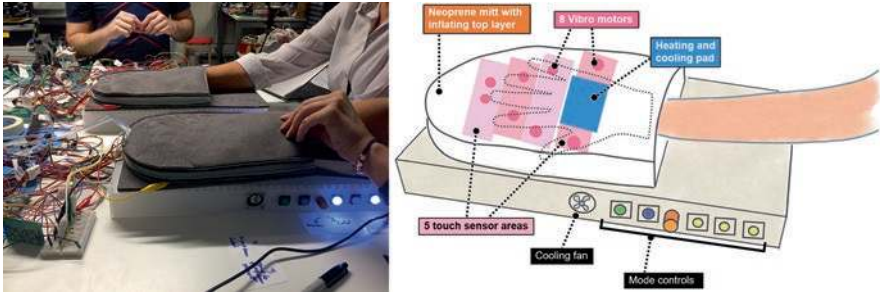 Neoprene mitt with
inflating top layer
8 Vibro motors
Heating and
cooling pad
5 touch sensor areas
Cooling fan
Mode controls